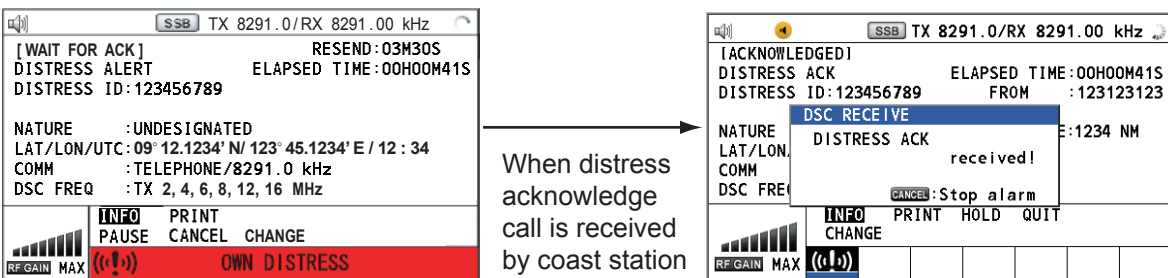 SSB TX 8291.0/RX 8291.00 kHz
[WAIT FOR ACK] RESEND:03M30S
DISTRESS ALERT ELAPSED TIME:00H00M41S
DISTRESS ID:123456789
NATURE :UNDESIGNATED
LAT/LON/UTC:09° 12.1234' N/ 123° 45.1234' E / 12 : 34
COMM :TELEPHONE/8291.0 kHz
DSC FREQ :TX 2, 4, 6, 8, 12, 16 MHz
INFO PRINT
PAUSE CANCEL CHANGE
RF GAIN MAX OWN DISTRESS
When distress
acknowledge
call is received
by coast station
SSB TX 8291.0/RX 8291.00 kHz
[ACKNOWLEDGED]
DISTRESS ACK ELAPSED TIME:00H00M41S
DISTRESS ID:123456789 FROM :123123123
DSC RECEIVE
NATURE E:1234 NM
DISTRESS ACK
LAT/LON
received!
COMM
DSC FRE
CANCEL:Stop alarm
INFO PRINT HOLD QUIT
CHANGE
RF GAIN MAX